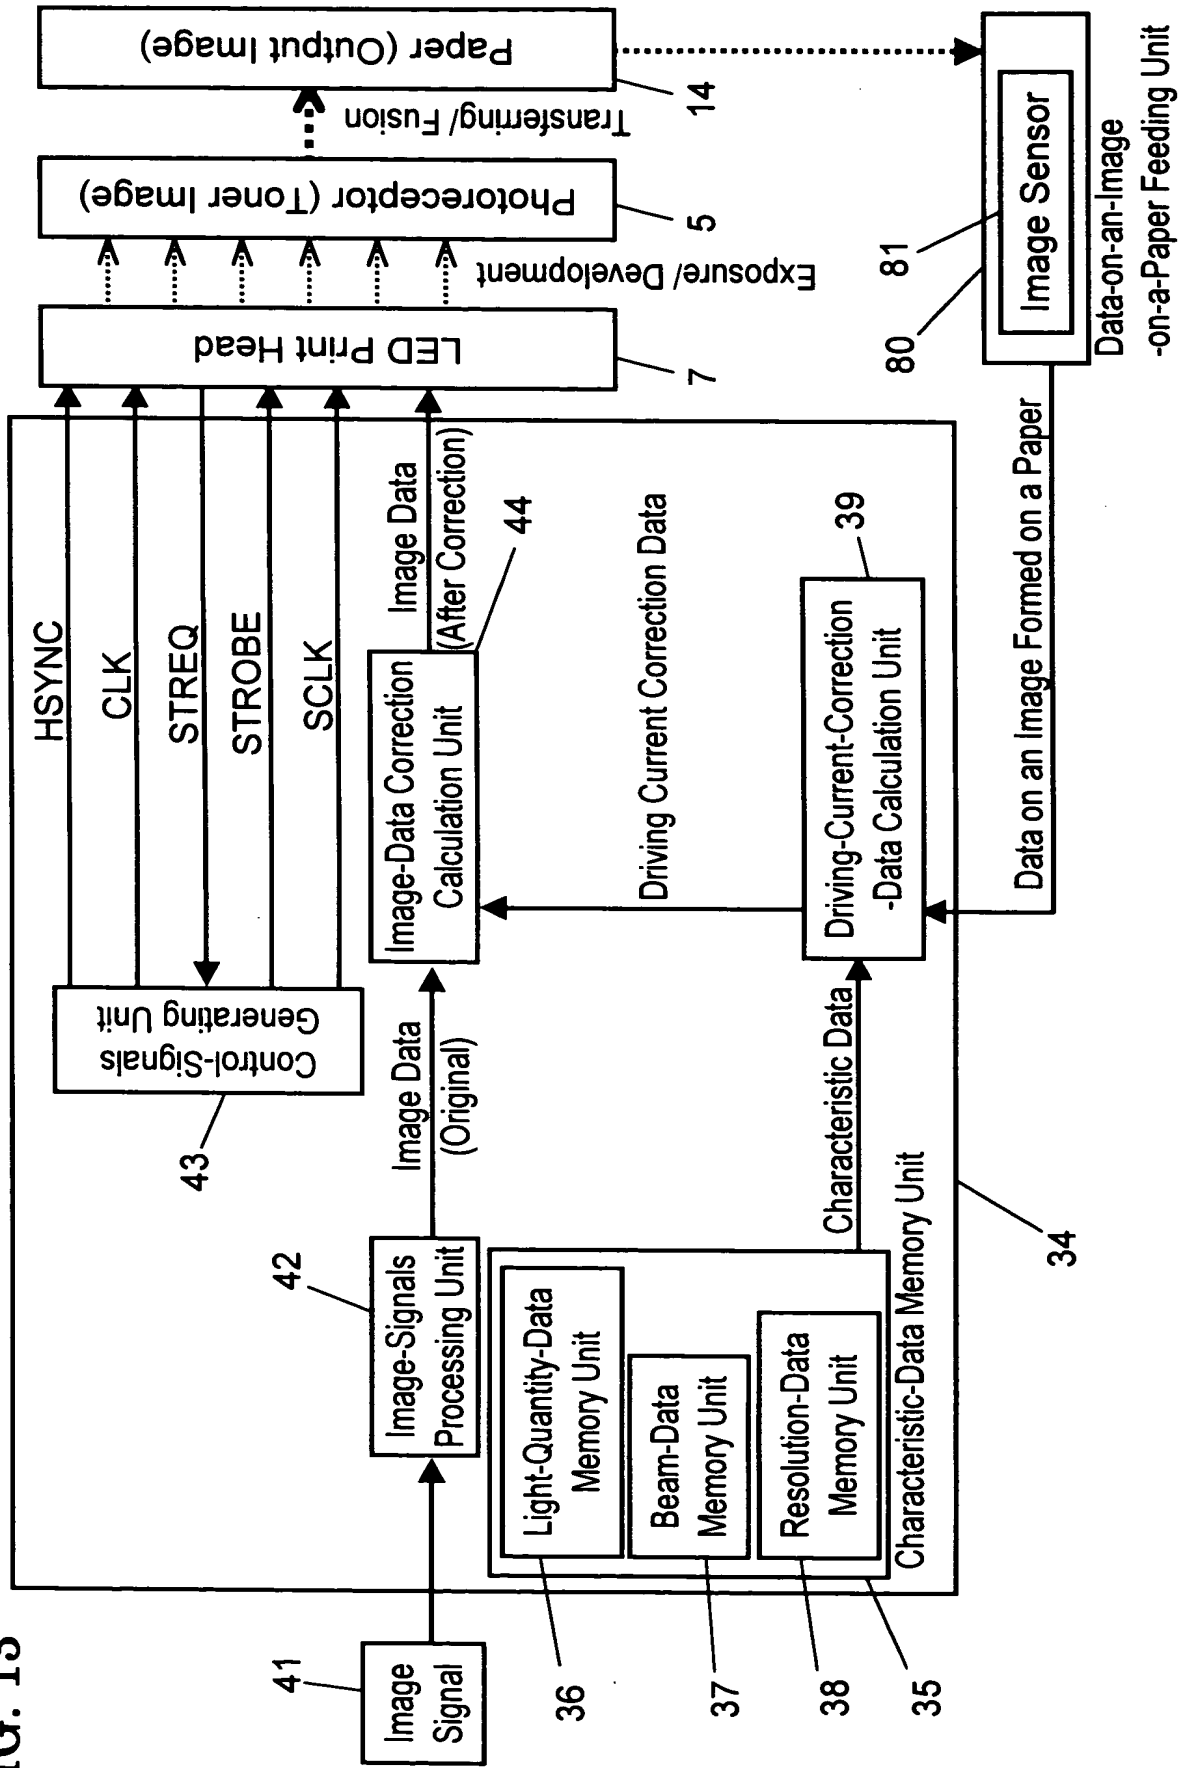 FIG. 13
41
Image
Signal
42
Image-Signals
Processing Unit
Image Data
(Original)
43
Control-Signals
Generating Unit
HSYNC
CLK
STREQ
STROBE
SCLK
Image-Data Correction
Calculation Unit
44
Image Data
(After Correction)
LED Print Head
7
Exposure/ Development
Photoreceptor (Toner Image)
5
Transferring/ Fusion
Paper (Output Image)
14
36
Light-Quantity-Data
Memory Unit
37
Beam-Data
Memory Unit
38
Resolution-Data
Memory Unit
35
Characteristic-Data Memory Unit
Characteristic Data
34
Driving Current Correction Data
39
Driving-Current-Correction
-Data Calculation Unit
Data on an Image Formed on a Paper
80
81
Image Sensor
Data-on-an-Image
-on-a-Paper Feeding Unit